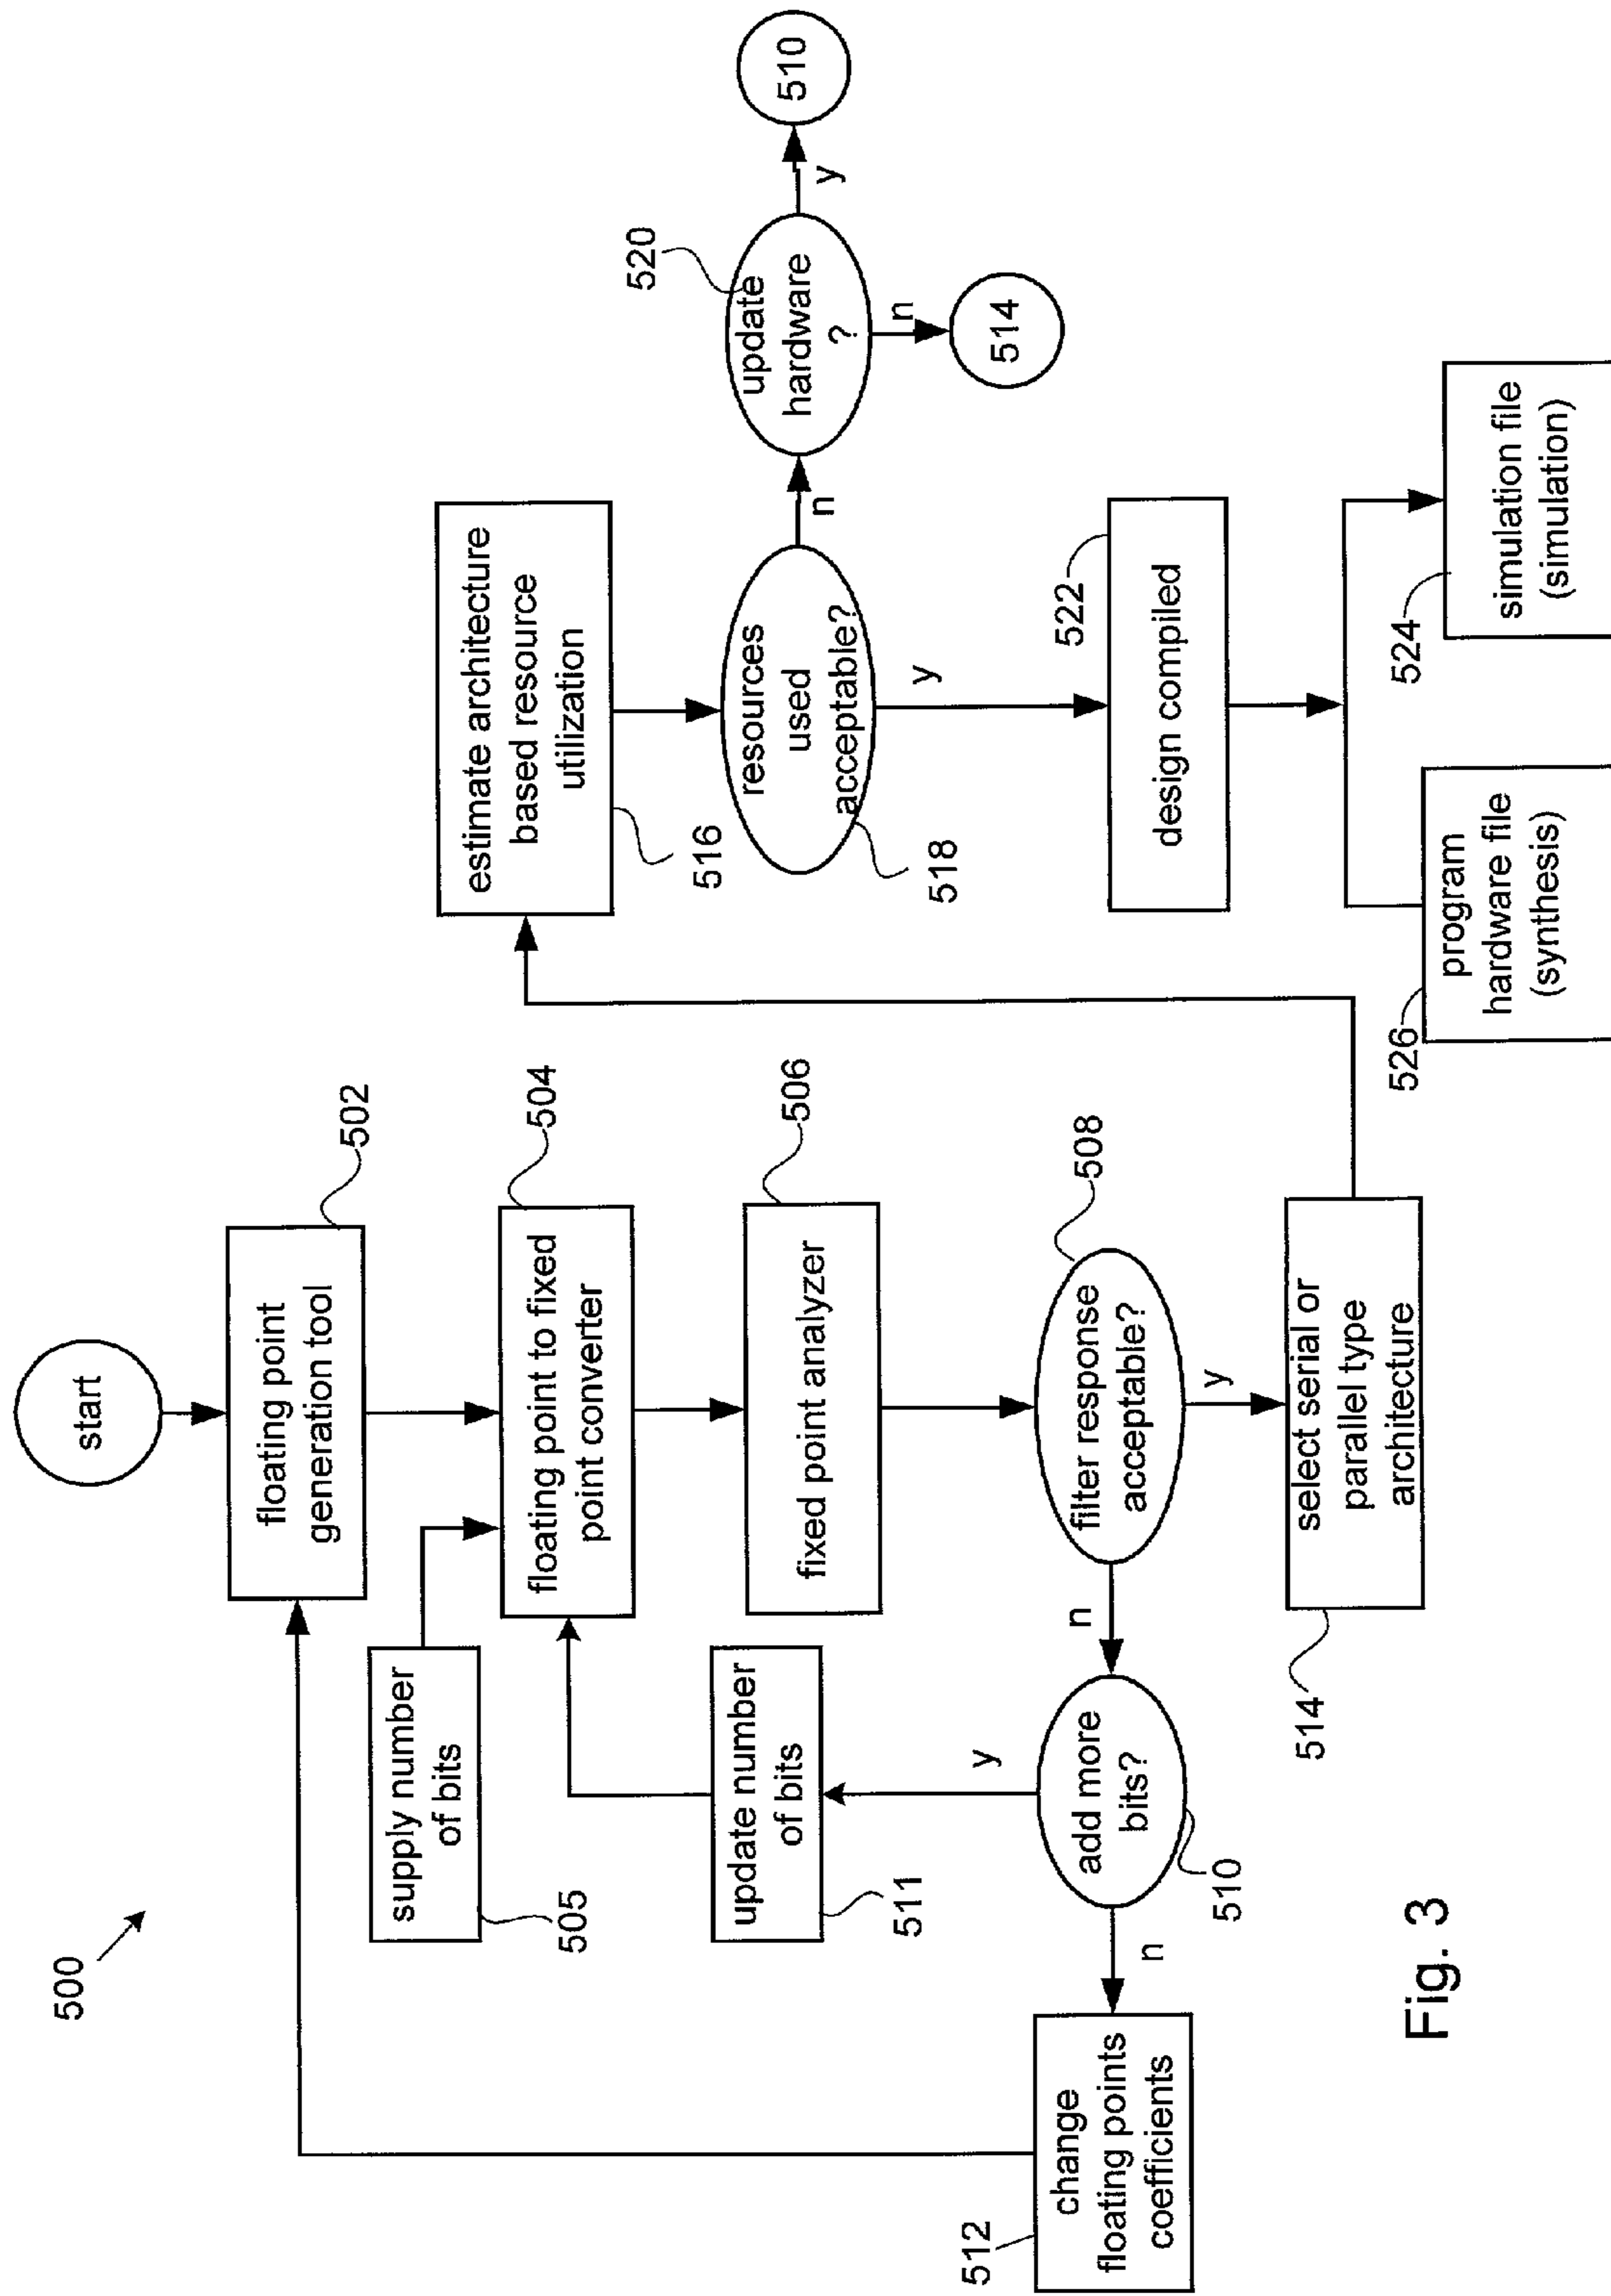 500
start
floating point
generation tool
502
supply number
of bits
505
floating point to fixed
point converter
504
update number
of bits
511
fixed point analyzer
506
filter response
acceptable?
508
n
y
add more
bits?
510
y
n
change
floating points
coefficients
512
select serial or
parallel type
architecture
514
estimate architecture
based resource
utilization
516
resources
used
acceptable?
518
n
y
update
hardware
?
520
y
510
n
514
design compiled
522
program
hardware file
(synthesis)
526
simulation file
(simulation)
524
Fig. 3